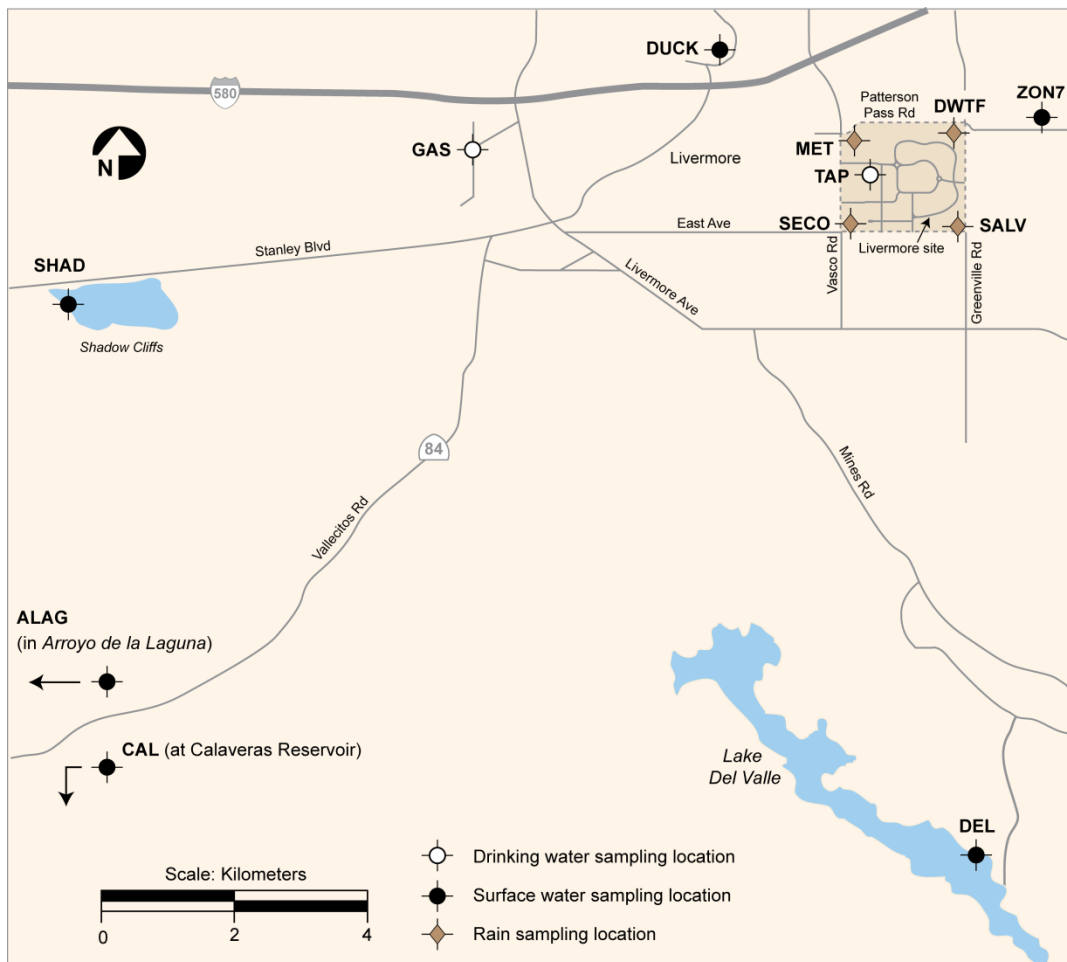 DUCK
580
Patterson
Pass Rd
DWTF
ZON7
N
GAS
MET
Livermore
TAP
SECO
East Ave
SALV
Livermore site
Stanley Blvd
SHAD
Vasco Rd
Greenville Rd
Livermore Ave
Shadow Cliffs
84
Mines Rd
Vallecitos Rd
ALAG
(in Arroyo de la Laguna)
CAL (at Calaveras Reservoir)
Lake
Del Valle
DEL
Drinking water sampling location
Scale: Kilometers
Surface water sampling location
Rain sampling location
0 2 4